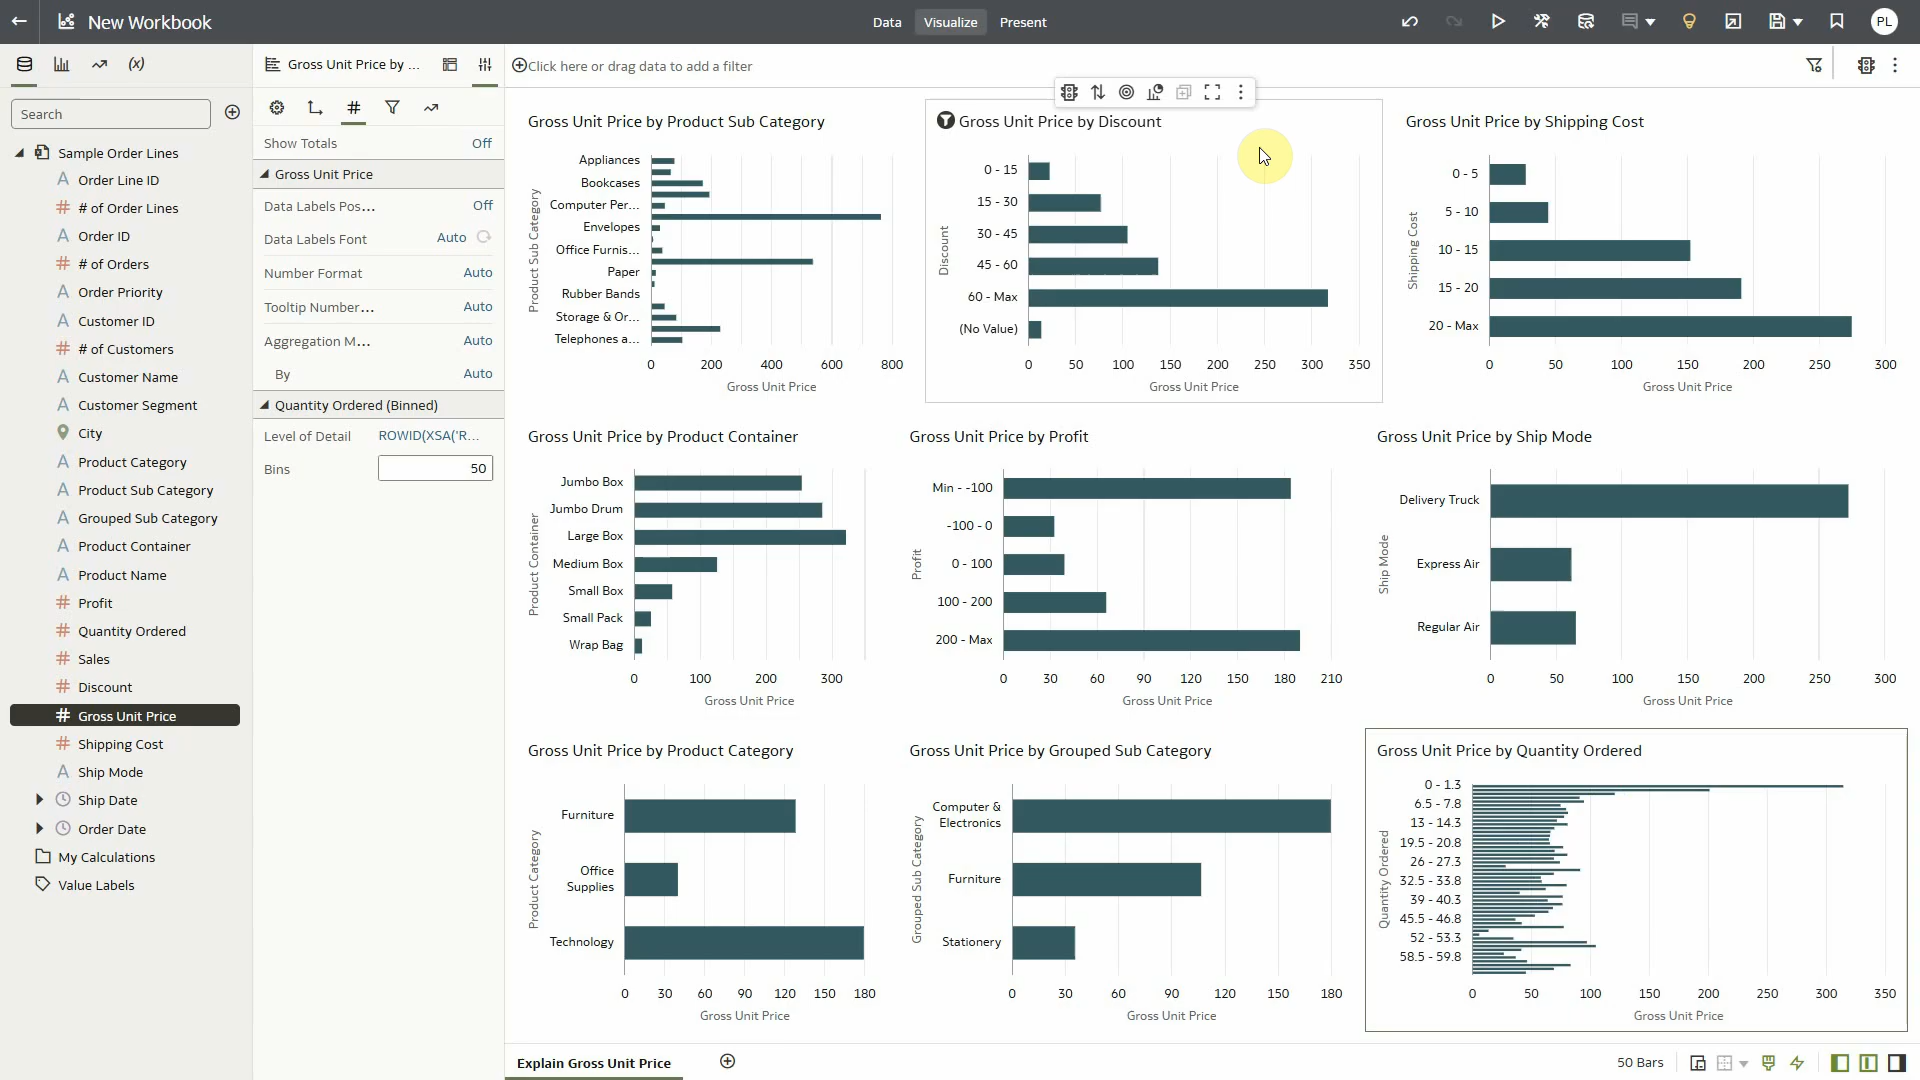 New Workbook
Data
Visualize
Present
PL
(x)
Search
Sample Order Lines
A Order Line ID
# # of Order Lines
A Order ID
# # of Orders
A Order Priority
A Customer ID
# # of Customers
A Customer Name
A Customer Segment
City
A Product Category
A Product Sub Category
A Grouped Sub Category
A Product Container
A Product Name
# Profit
# Quantity Ordered
# Sales
# Discount
# Gross Unit Price
# Shipping Cost
A Ship Mode
Ship Date
Order Date
My Calculations
Value Labels
Gross Unit Price by ...
#
Show Totals Off
Gross Unit Price
Data Labels Pos... Off
Data Labels Font Auto
Number Format Auto
Tooltip Number... Auto
Aggregation M... Auto
By Auto
Quantity Ordered (Binned)
Level of Detail ROWID(XSA('R...
Bins 50
Click here or drag data to add a filter
Gross Unit Price by Product Sub Category
Product Sub Category
Appliances
Bookcases
Computer Per...
Envelopes
Office Furnis...
Paper
Rubber Bands
Storage & Or...
Telephones a...
0 200 400 600 800
Gross Unit Price
Gross Unit Price by Discount
Discount
0 - 15
15 - 30
30 - 45
45 - 60
60 - Max
(No Value)
0 50 100 150 200 250 300 350
Gross Unit Price
Gross Unit Price by Shipping Cost
Shipping Cost
0 - 5
5 - 10
10 - 15
15 - 20
20 - Max
0 50 100 150 200 250 300
Gross Unit Price
Gross Unit Price by Product Container
Product Container
Jumbo Box
Jumbo Drum
Large Box
Medium Box
Small Box
Small Pack
Wrap Bag
0 100 200 300
Gross Unit Price
Gross Unit Price by Profit
Profit
Min - -100
-100 - 0
0 - 100
100 - 200
200 - Max
0 30 60 90 120 150 180 210
Gross Unit Price
Gross Unit Price by Ship Mode
Ship Mode
Delivery Truck
Express Air
Regular Air
0 50 100 150 200 250 300
Gross Unit Price
Gross Unit Price by Product Category
Product Category
Furniture
Office
Supplies
Technology
0 30 60 90 120 150 180
Gross Unit Price
Gross Unit Price by Grouped Sub Category
Grouped Sub Category
Computer &
Electronics
Furniture
Stationery
0 30 60 90 120 150 180
Gross Unit Price
Gross Unit Price by Quantity Ordered
Quantity Ordered
0 - 1.3
6.5 - 7.8
13 - 14.3
19.5 - 20.8
26 - 27.3
32.5 - 33.8
39 - 40.3
45.5 - 46.8
52 - 53.3
58.5 - 59.8
0 50 100 150 200 250 300 350
Gross Unit Price
Explain Gross Unit Price
50 Bars